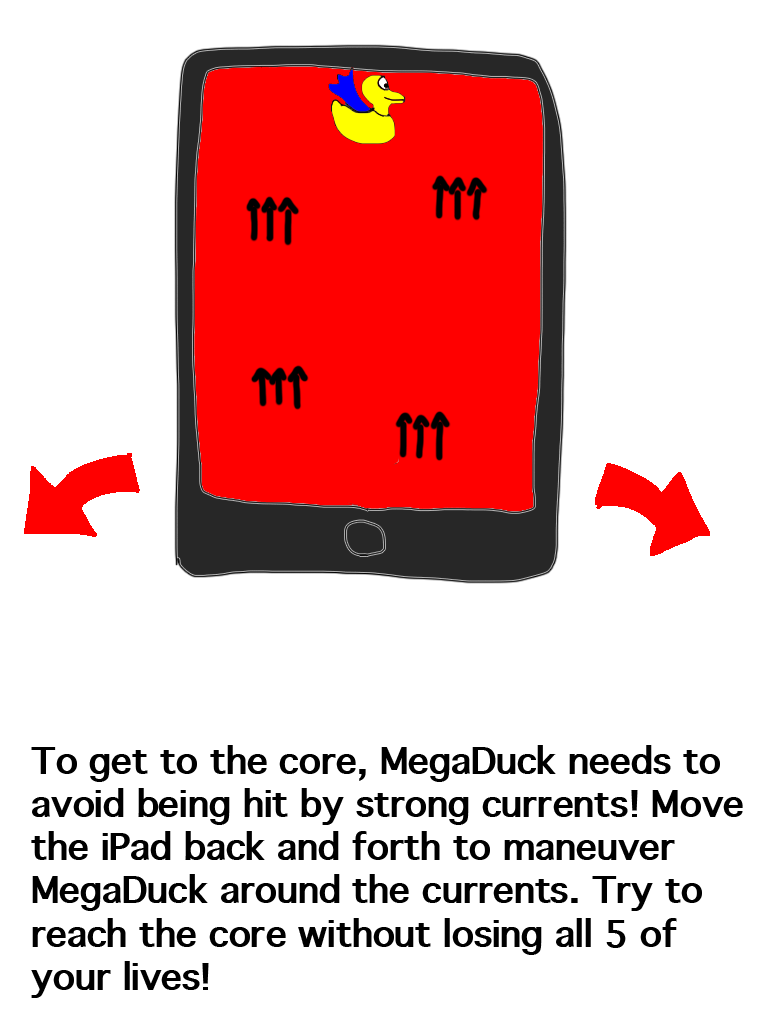 To get to the core, MegaDuck needs to
avoid being hit by strong currents! Move
the iPad back and forth to maneuver
MegaDuck around the currents. Try to
reach the core without losing all 5 of
your lives!